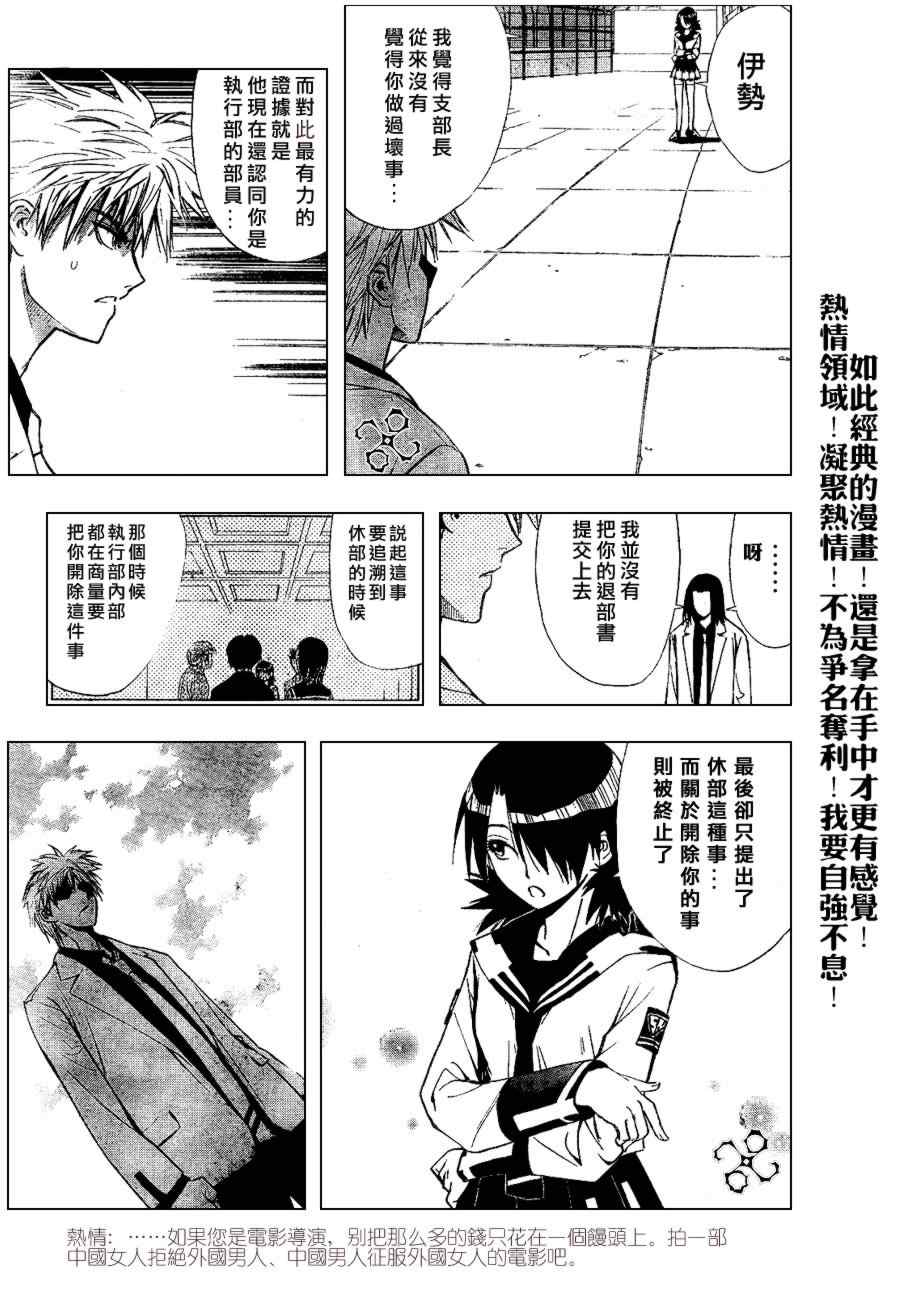 伊勢
我覺得支部長
從來沒有
覺得你做過壞事…
而對此最有力的
證據就是
他現在還認同你是
執行部的部員…
……
呀
我並沒有
把你的退部書
提交上去
説起這事
要追溯到
休部的時候
那個時候
執行部內部
都在商量要
把你開除這件
事
最後卻只提出了
休部這種事…
而關於開除你的事
則被終止了
如此經典的漫畫！還是拿在手中才更有感覺！
熱情領域！凝聚熱情！不為爭名奪利！我要自強不息！
熱情：……如果您是電影導演，别把那么多的錢只花在一個饅頭上。拍一部
中國女人拒絕外國男人、中國男人征服外國女人的電影吧。